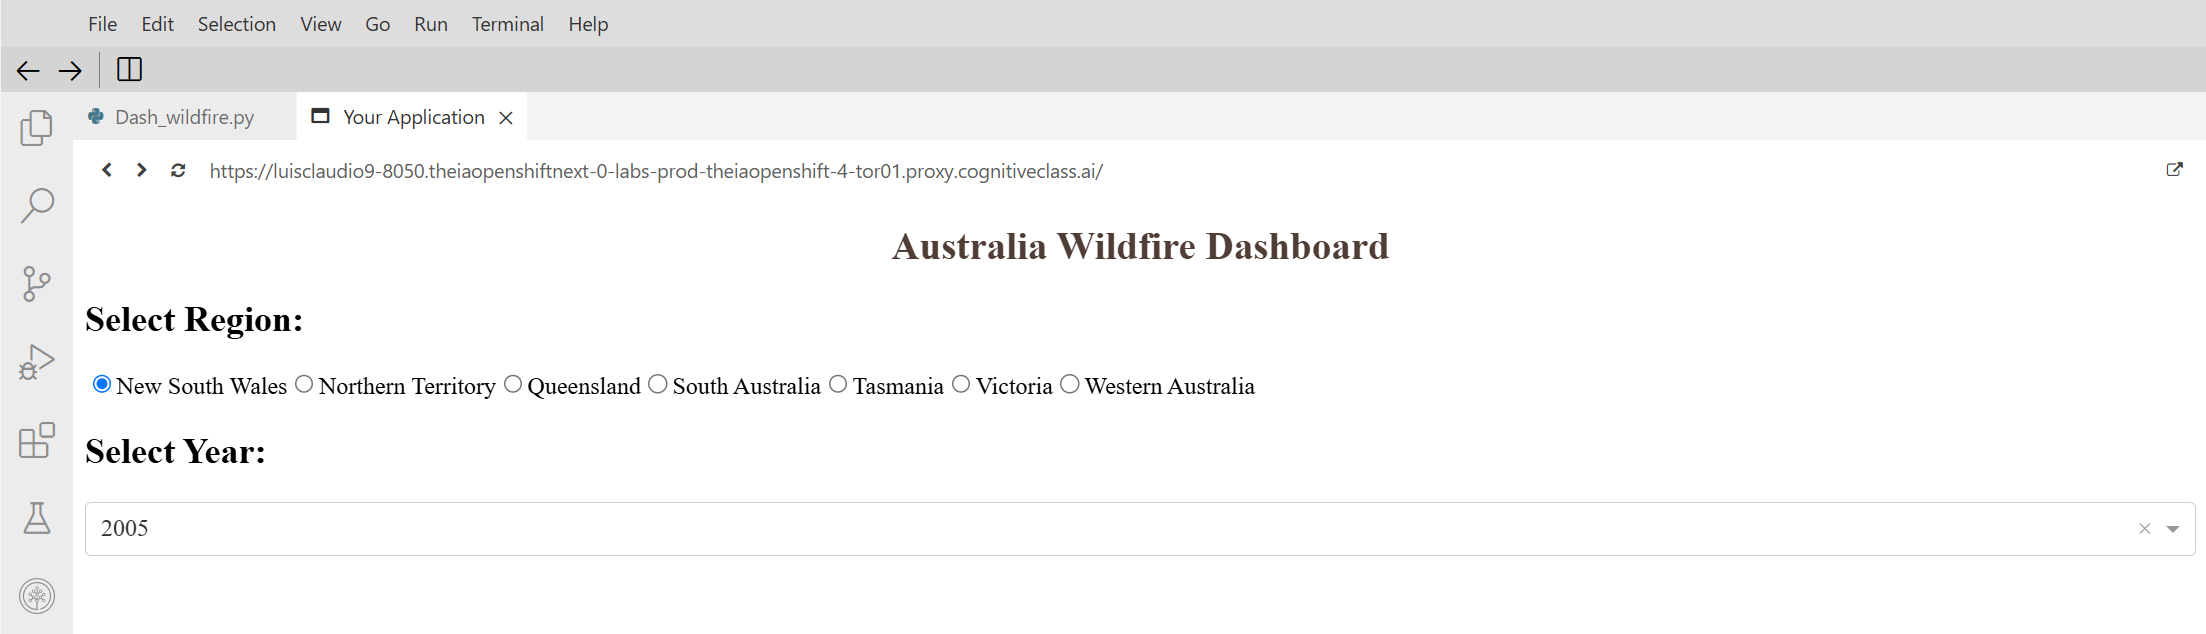 File Edit Selection View Go Run Terminal Help
Dash_wildfire.py Your Application
https://luisclaudio9-8050.theiaopenshiftnext-0-labs-prod-theiaopenshift-4-tor01.proxy.cognitiveclass.ai/
Australia Wildfire Dashboard
Select Region:
New South Wales Northern Territory Queensland South Australia Tasmania Victoria Western Australia
Select Year:
2005